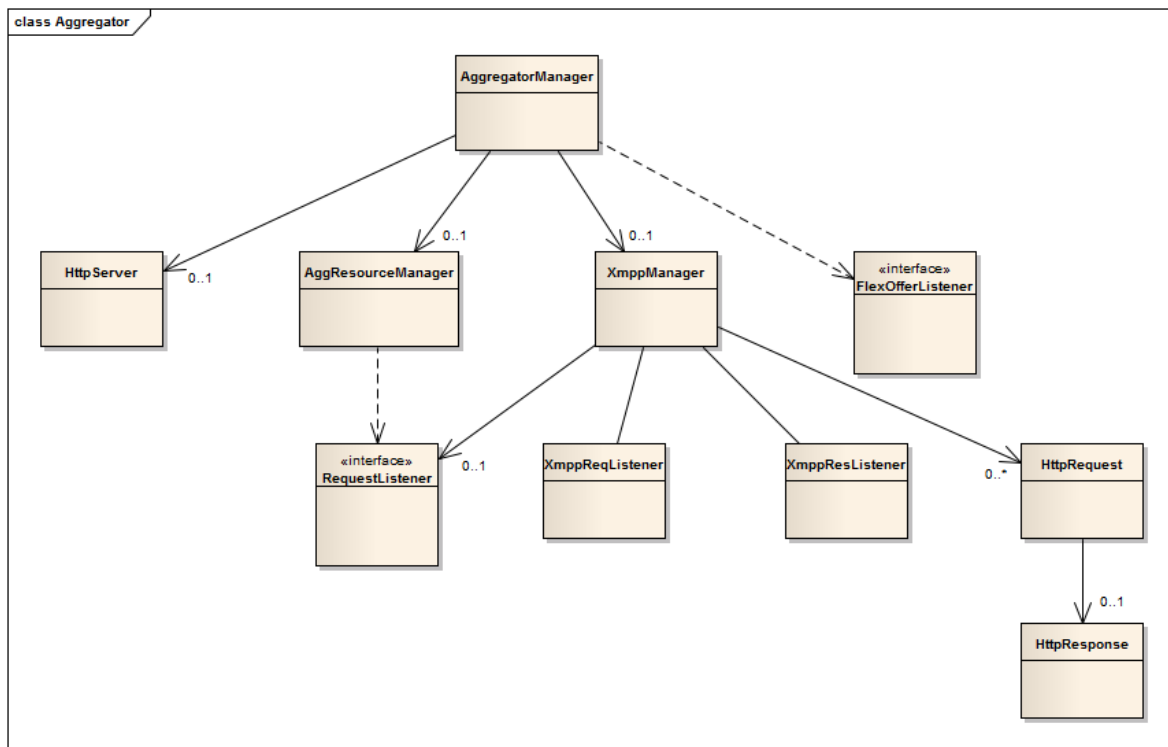 class Aggregator
AggregatorManager
0..1
0..1
0..1
HttpServer
AggResourceManager
XmppManager
«interface»
FlexOfferListener
«interface»
RequestListener
0..1
XmppReqListener
XmppResListener
0..*
HttpRequest
0..1
HttpResponse